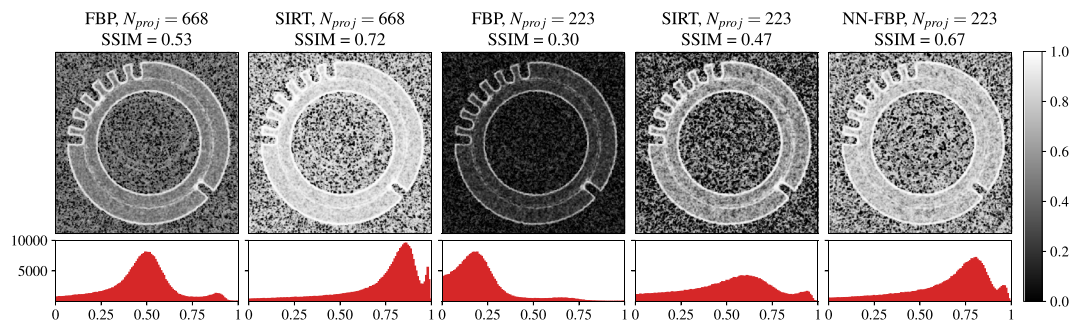 FBP, N_proj = 668
SSIM = 0.53
SIRT, N_proj = 668
SSIM = 0.72
FBP, N_proj = 223
SSIM = 0.30
SIRT, N_proj = 223
SSIM = 0.47
NN-FBP, N_proj = 223
SSIM = 0.67
1.0
0.8
0.6
0.4
0.2
0.0
10000
5000
0 0.25 0.50 0.75 1
0 0.25 0.50 0.75 1
0 0.25 0.50 0.75 1
0 0.25 0.50 0.75 1
0 0.25 0.50 0.75 1